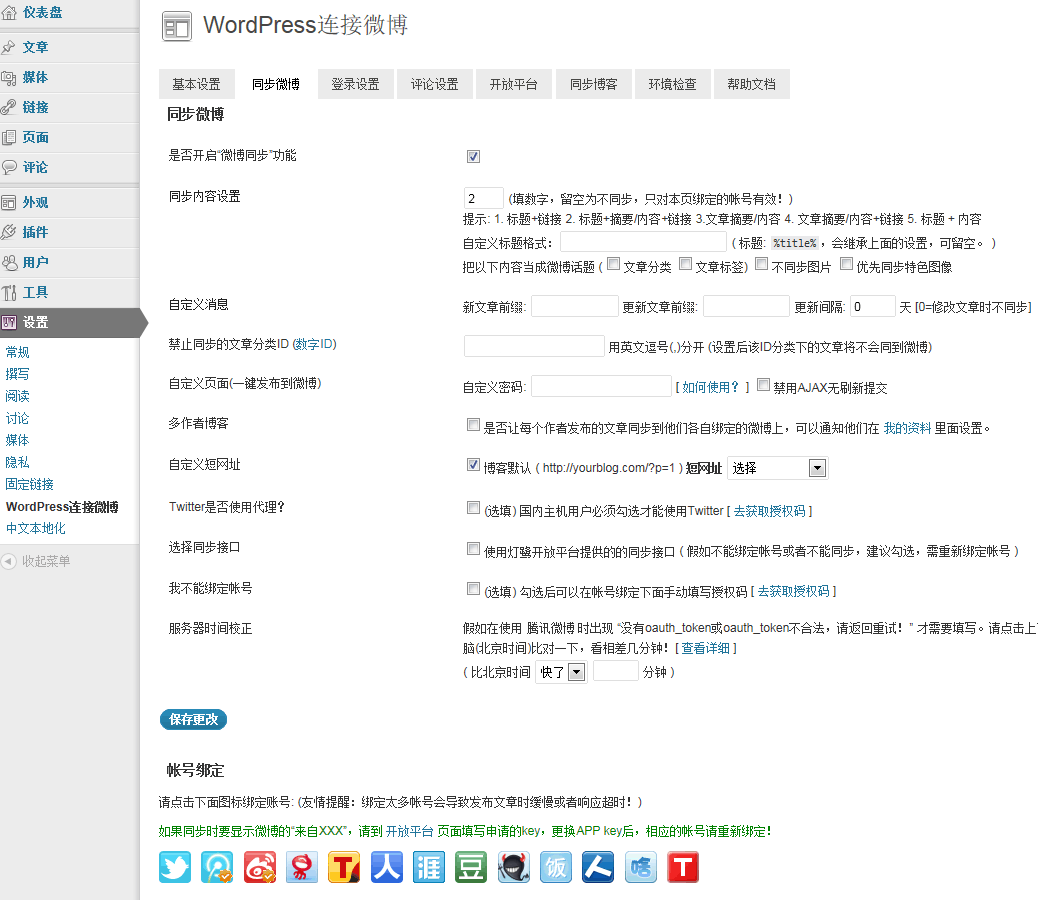 仪表盘
文章
媒体
链接
页面
评论
外观
插件
用户
工具
设置
常规
撰写
阅读
讨论
媒体
隐私
固定链接
WordPress连接微博
中文本地化
收起菜单
WordPress连接微博
基本设置 同步微博 登录设置 评论设置 开放平台 同步博客 环境检查 帮助文档
同步微博
是否开启“微博同步”功能
同步内容设置 2 (填数字，留空为不同步，只对本页绑定的帐号有效！)
提示: 1. 标题+链接 2. 标题+摘要/内容+链接 3.文章摘要/内容 4. 文章摘要/内容+链接 5. 标题 + 内容
自定义标题格式: ( 标题: %title%，会继承上面的设置，可留空。 )
把以下内容当成微博话题 ( 文章分类 文章标签) 不同步图片 优先同步特色图像
自定义消息 新文章前缀: 更新文章前缀: 更新间隔: 0 天 [0=修改文章时不同步]
禁止同步的文章分类ID (数字ID) 用英文逗号(,)分开 (设置后该ID分类下的文章将不会同到微博)
自定义页面(一键发布到微博) 自定义密码: [ 如何使用？ ] 禁用AJAX无刷新提交
多作者博客 是否让每个作者发布的文章同步到他们各自绑定的微博上，可以通知他们在 我的资料 里面设置。
自定义短网址 博客默认 ( http://yourblog.com/?p=1 ) 短网址 选择
Twitter是否使用代理？ (选填) 国内主机用户必须勾选才能使用Twitter [ 去获取授权码 ]
选择同步接口 使用灯鹭开放平台提供的的同步接口 ( 假如不能绑定帐号或者不能同步，建议勾选，需重新绑定帐号 )
我不能绑定帐号 (选填) 勾选后可以在帐号绑定下面手动填写授权码 [ 去获取授权码 ]
服务器时间校正 假如在使用 腾讯微博 时出现 “没有oauth_token或oauth_token不合法，请返回重试！” 才需要填写。请点击上
脑(北京时间)比对一下，看相差几分钟！[ 查看详细 ]
( 比北京时间 快了 分钟 )
保存更改
帐号绑定
请点击下面图标绑定账号: (友情提醒：绑定太多帐号会导致发布文章时缓慢或者响应超时！)
如果同步时要显示微博的“来自XXX”，请到 开放平台 页面填写申请的key，更换APP key后，相应的帐号请重新绑定！
T 人 涯 豆 饭 人 啥 T